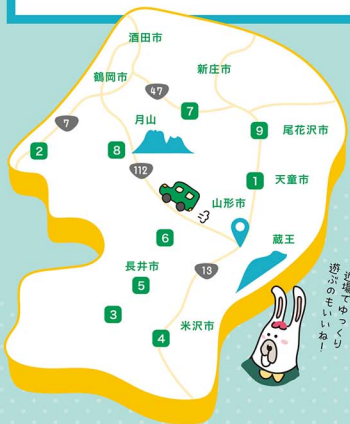 酒田市
鶴岡市
新庄市
47
7
7
月山
9
尾花沢市
2
8
112
1
天童市
山形市
6
蔵王
長井市
13
5
3
米沢市
4
近場でゆっくり
遊ぶのもいいね!